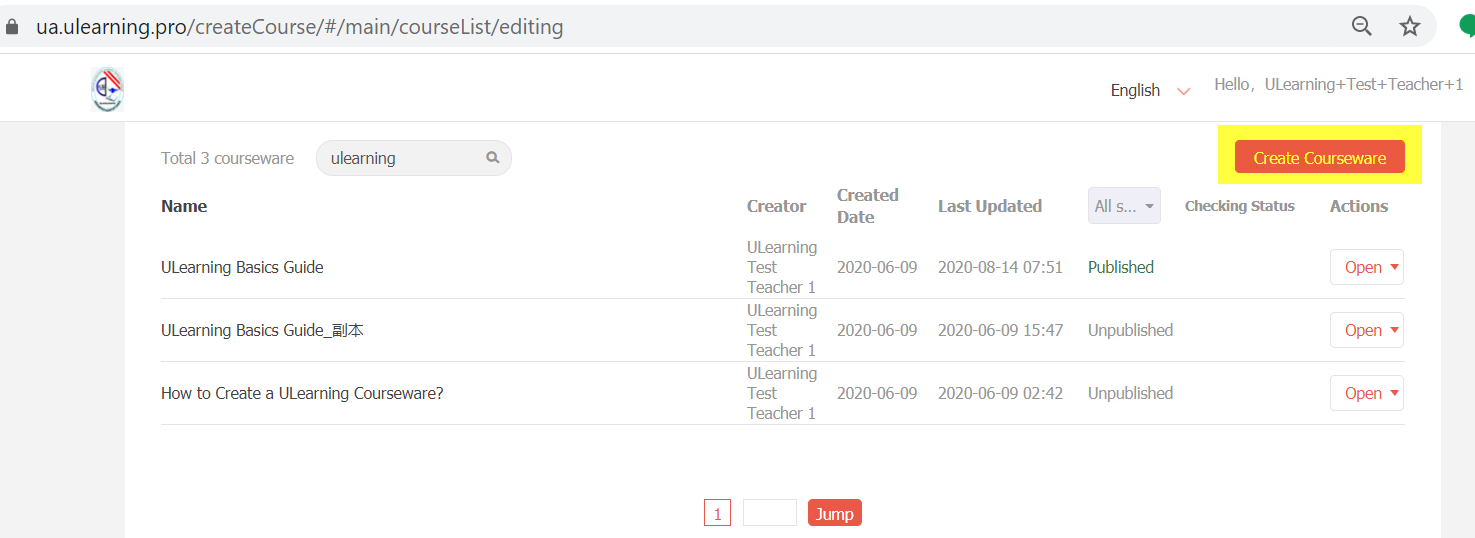 ua.ulearning.pro/createCourse/#/main/courseList/editing
English
Hello, ULearning+Test+Teacher+1
Total 3 courseware
ulearning
Create Courseware
Name
Creator
Created
Date
Last Updated
All s...
Checking Status
Actions
ULearning Basics Guide
ULearning
Test
Teacher 1
2020-06-09
2020-08-14 07:51
Published
Open
ULearning Basics Guide_副本
ULearning
Test
Teacher 1
2020-06-09
2020-06-09 15:47
Unpublished
Open
How to Create a ULearning Courseware?
ULearning
Test
Teacher 1
2020-06-09
2020-06-09 02:42
Unpublished
Open
1
Jump